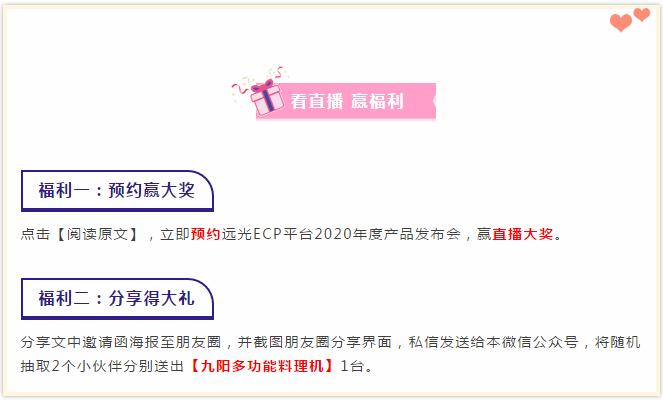 看直播 赢福利
福利一：预约赢大奖
点击【阅读原文】，立即预约远光ECP平台2020年度产品发布会，赢直播大奖。
福利二：分享得大礼
分享文中邀请函海报至朋友圈，并截图朋友圈分享界面，私信发送给本微信公众号，将随机
抽取2个小伙伴分别送出【九阳多功能料理机】1台。